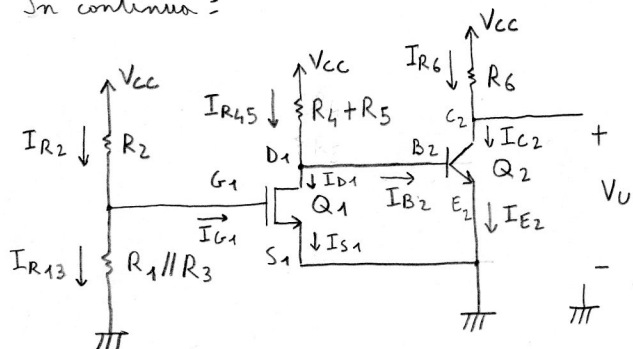 In continua:
VCC
VCC
VCC
IR6
R6
IR45
R4+R5
C2
IC2
+
IR2
R2
D1
B2
Q2
ID1
IB2
VU
G1
Q1
E2
IE2
IG1
IS1
S1
IR13
R1//R3
-